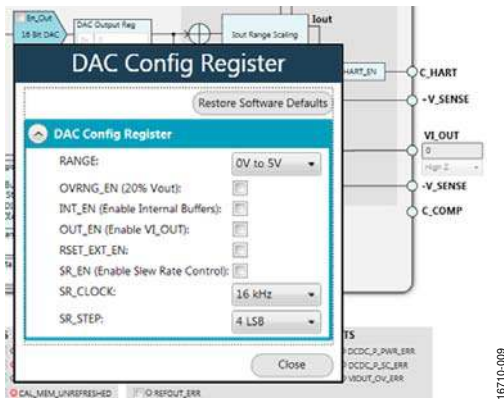 En_Out
16 Bit DAC
DAC Output Reg
Iout Range Scaling
Iout
DAC Config Register
HART_EN
C_HART
Restore Software Defaults
+V_SENSE
DAC Config Register
VI_OUT
0
High Z
RANGE: 0V to 5V
OVRNG_EN (20% Vout):
-V_SENSE
INT_EN (Enable Internal Buffers):
OUT_EN (Enable VI_OUT):
C_COMP
RSET_EXT_EN:
SR_EN (Enable Slew Rate Control):
SR_CLOCK: 16 kHz
SR_STEP: 4 LSB
Close
DCDC_P_PWR_ERR
DCDC_P_SC_ERR
VIOUT_OV_ERR
CAL_MEM_UNREFRESHED
REFOUT_ERR
16710-009